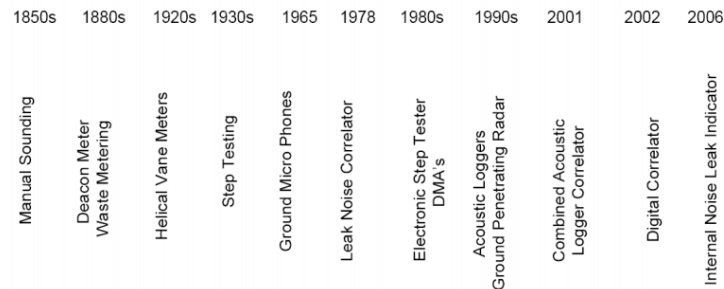 1850s 1880s 1920s 1930s 1965 1978 1980s 1990s 2001 2002 2006
Manual Sounding
Deacon Meter
Waste Metering
Helical Vane Meters
Step Testing
Ground Micro Phones
Leak Noise Correlator
Electronic Step Tester
DMA's
Acoustic Loggers
Ground Penetrating Radar
Combined Acoustic
Logger Correlator
Digital Correlator
Internal Noise Leak Indicator